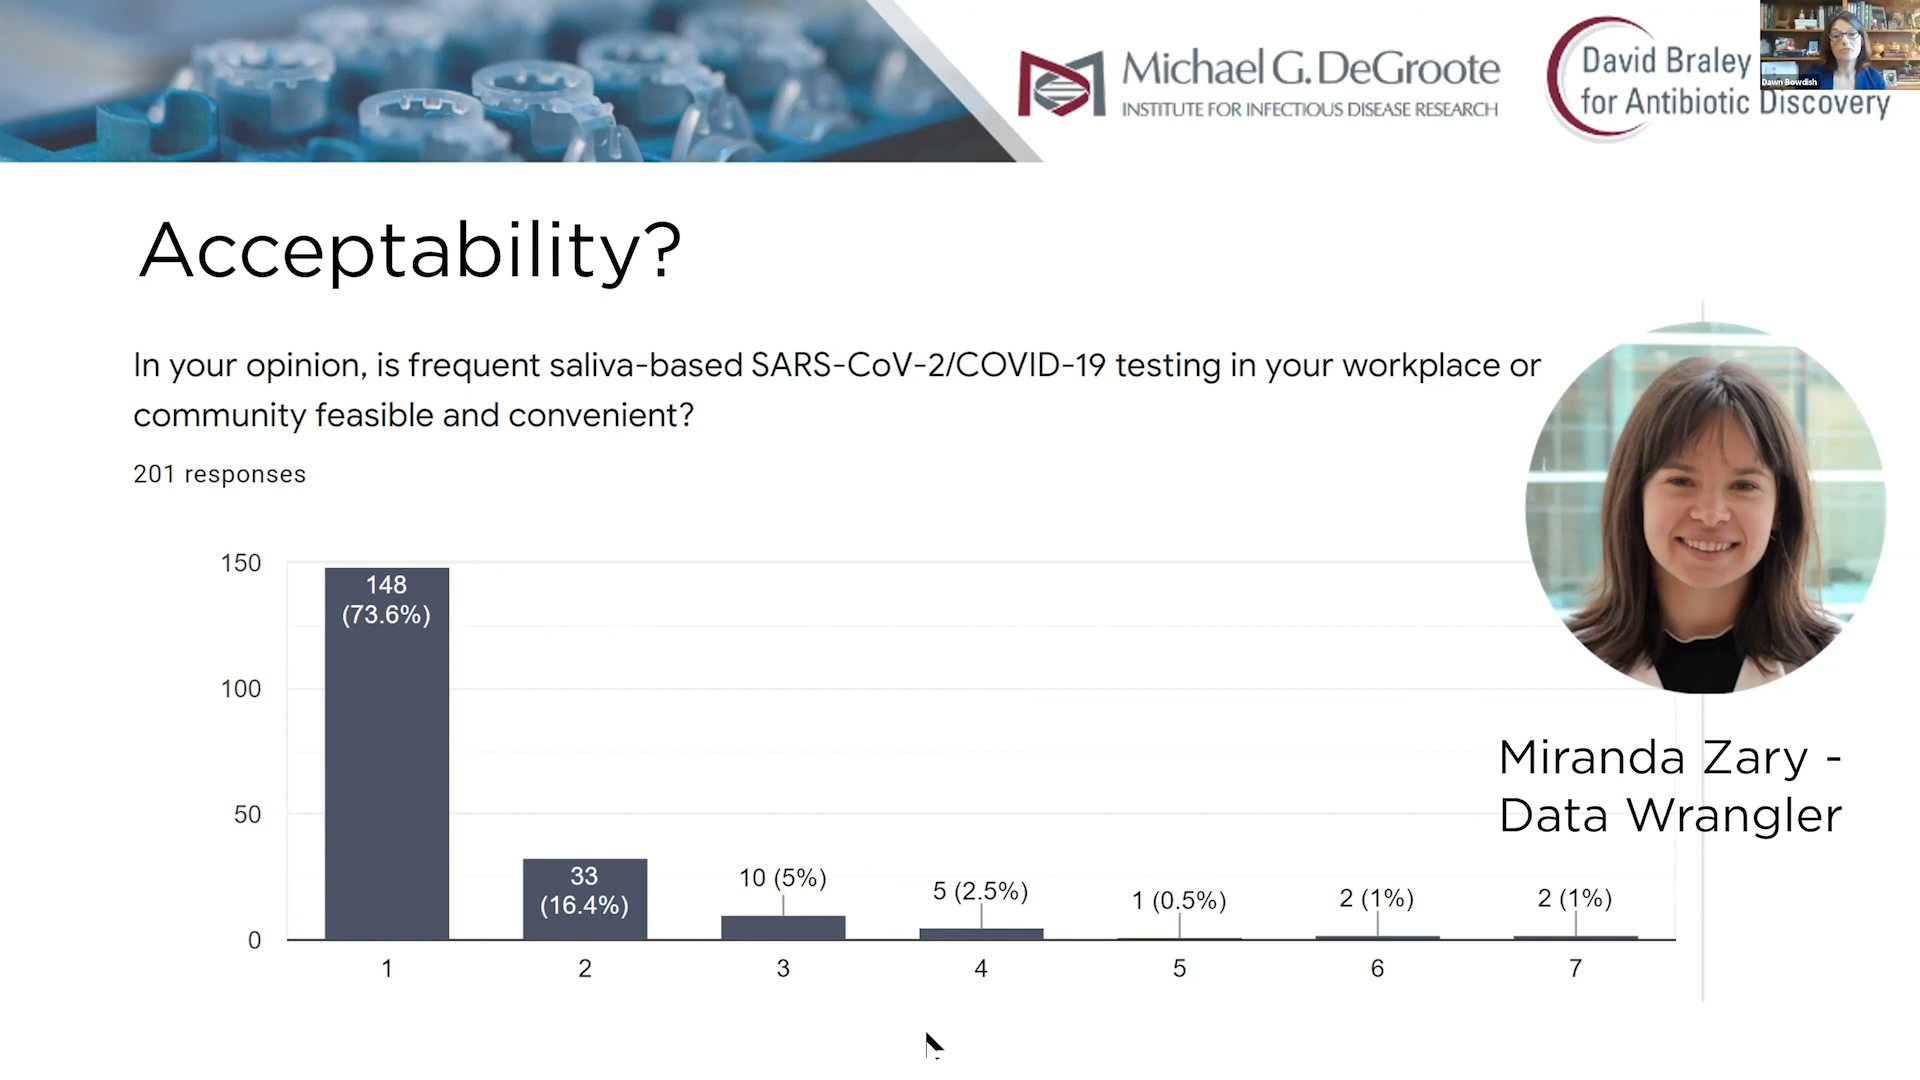 Michael G. DeGroote
INSTITUTE FOR INFECTIOUS DISEASE RESEARCH
David Braley
for Antibiotic Discovery
Dawn Bowdish
Acceptability?
In your opinion, is frequent saliva-based SARS-CoV-2/COVID-19 testing in your workplace or
community feasible and convenient?
201 responses
150
100
50
0
148
(73.6%)
33
(16.4%)
10 (5%)
5 (2.5%)
1 (0.5%)
2 (1%)
2 (1%)
1 2 3 4 5 6 7
Miranda Zary -
Data Wrangler